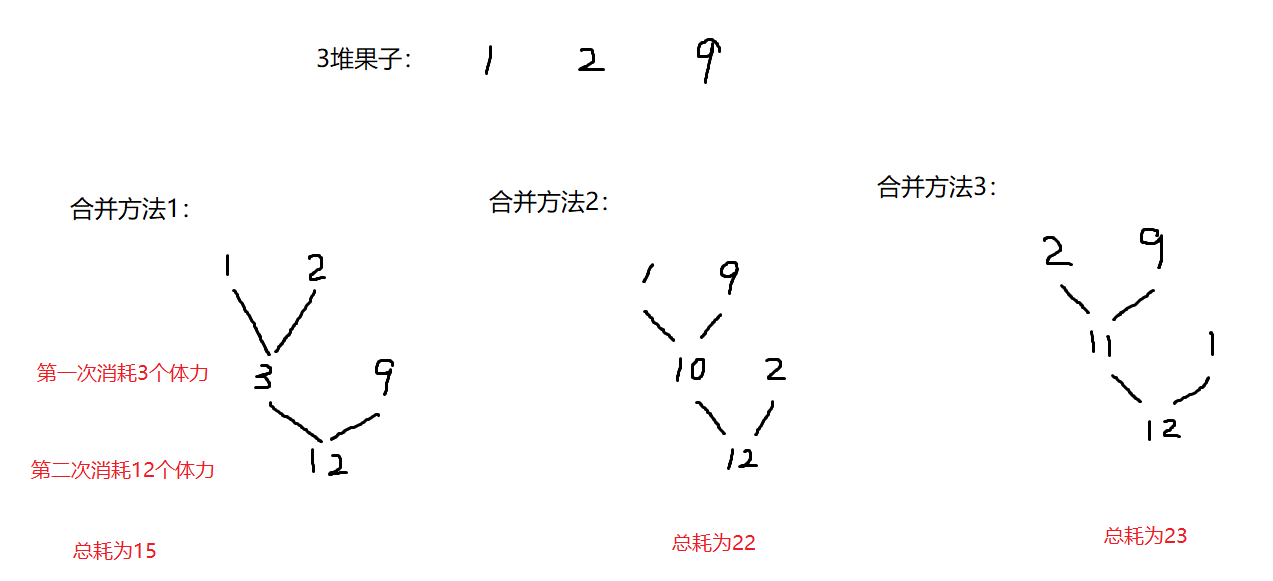 3堆果子： 1 2 9
合并方法1：
1 2
第一次消耗3个体力 3 9
第二次消耗12个体力 12
总耗为15
合并方法2：
1 9
10 2
12
总耗为22
合并方法3：
2 9
11 1
12
总耗为23